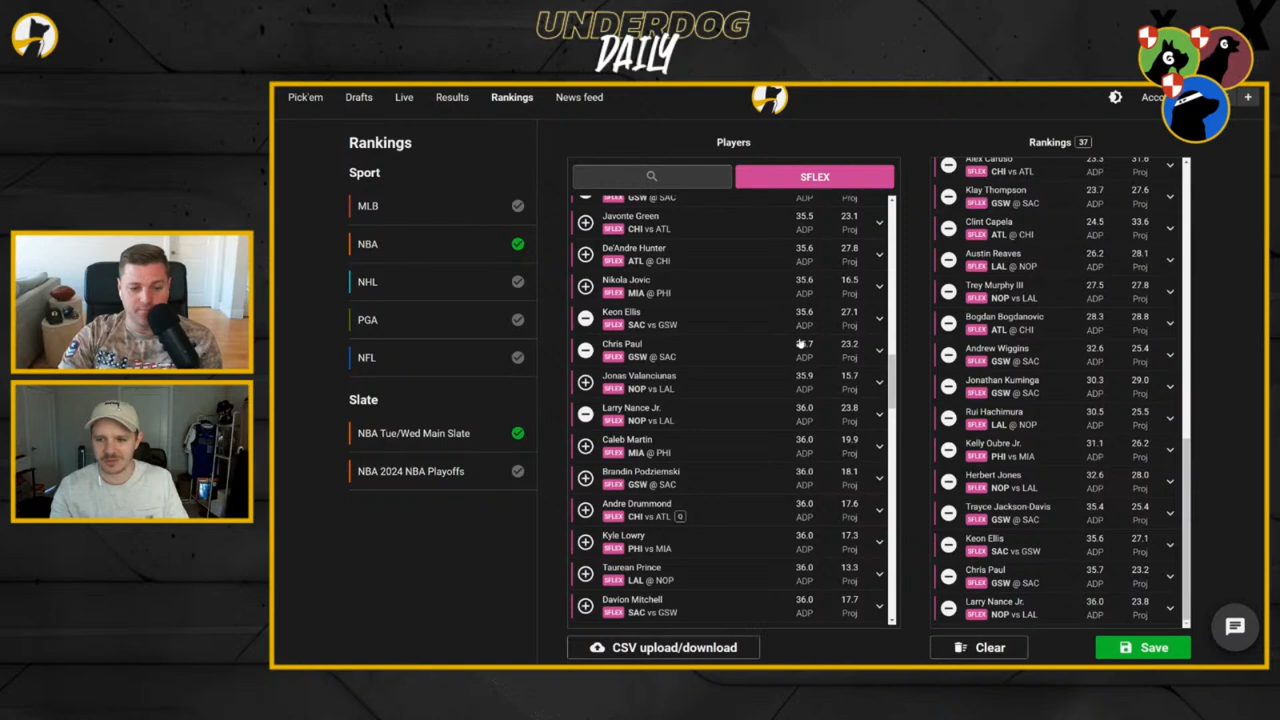 UNDERDOG
DAILY
Pick'em
Drafts
Live
Results
Rankings
News feed
Rankings
Sport
MLB
NBA
NHL
PGA
NFL
Slate
NBA Tue/Wed Main Slate
NBA 2024 NBA Playoffs
Players
SFLEX
SFLEX GSW @ SAC ADP Proj
Javonte Green 35.5 23.1
SFLEX CHI vs ATL ADP Proj
De'Andre Hunter 35.6 27.8
SFLEX ATL @ CHI ADP Proj
Nikola Jovic 35.6 16.5
SFLEX MIA @ PHI ADP Proj
Keon Ellis 35.6 27.1
SFLEX SAC vs GSW ADP Proj
Chris Paul 23.2
SFLEX GSW @ SAC ADP Proj
Jonas Valanciunas 35.9 15.7
SFLEX NOP vs LAL ADP Proj
Larry Nance Jr. 36.0 23.8
SFLEX NOP vs LAL ADP Proj
Caleb Martin 36.0 19.9
SFLEX MIA @ PHI ADP Proj
Brandin Podziemski 36.0 18.1
SFLEX GSW @ SAC ADP Proj
Andre Drummond 36.0 17.6
SFLEX CHI vs ATL Q ADP Proj
Kyle Lowry 36.0 17.3
SFLEX PHI vs MIA ADP Proj
Taurean Prince 36.0 13.3
SFLEX LAL @ NOP ADP Proj
Davion Mitchell 36.0 17.7
SFLEX SAC vs GSW ADP Proj
CSV upload/download
Rankings 37
Alex Caruso 23.3 31.6
SFLEX CHI vs ATL ADP Proj
Klay Thompson 23.7 27.6
SFLEX GSW @ SAC ADP Proj
Clint Capela 24.5 33.6
SFLEX ATL @ CHI ADP Proj
Austin Reaves 26.2 28.1
SFLEX LAL @ NOP ADP Proj
Trey Murphy III 27.5 27.8
SFLEX NOP vs LAL ADP Proj
Bogdan Bogdanovic 28.3 28.8
SFLEX ATL @ CHI ADP Proj
Andrew Wiggins 32.6 25.4
SFLEX GSW @ SAC ADP Proj
Jonathan Kuminga 30.3 29.0
SFLEX GSW @ SAC ADP Proj
Rui Hachimura 30.5 25.5
SFLEX LAL @ NOP ADP Proj
Kelly Oubre Jr. 31.1 26.2
SFLEX PHI vs MIA ADP Proj
Herbert Jones 32.6 28.0
SFLEX NOP vs LAL ADP Proj
Trayce Jackson-Davis 35.4 25.4
SFLEX GSW @ SAC ADP Proj
Keon Ellis 35.6 27.1
SFLEX SAC vs GSW ADP Proj
Chris Paul 35.7 23.2
SFLEX GSW @ SAC ADP Proj
Larry Nance Jr. 36.0 23.8
SFLEX NOP vs LAL ADP Proj
Clear
Save
G
G